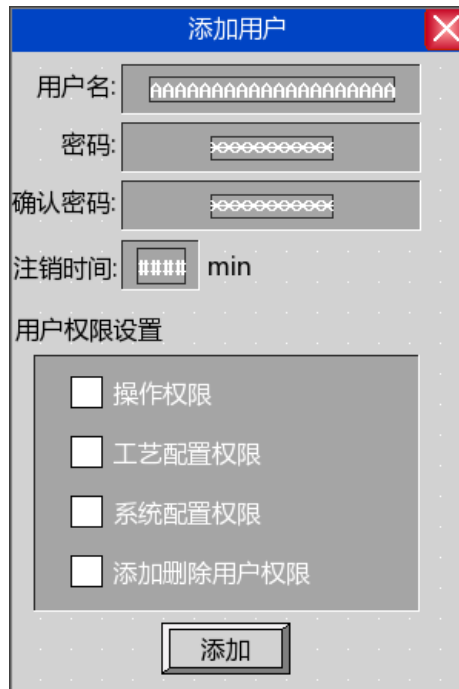 添加用户
用户名: AAAAAAAAAAAAAAAAAAAA
密码: ××××××××××
确认密码: ××××××××××
注销时间: #### min
用户权限设置
操作权限
工艺配置权限
系统配置权限
添加删除用户权限
添加